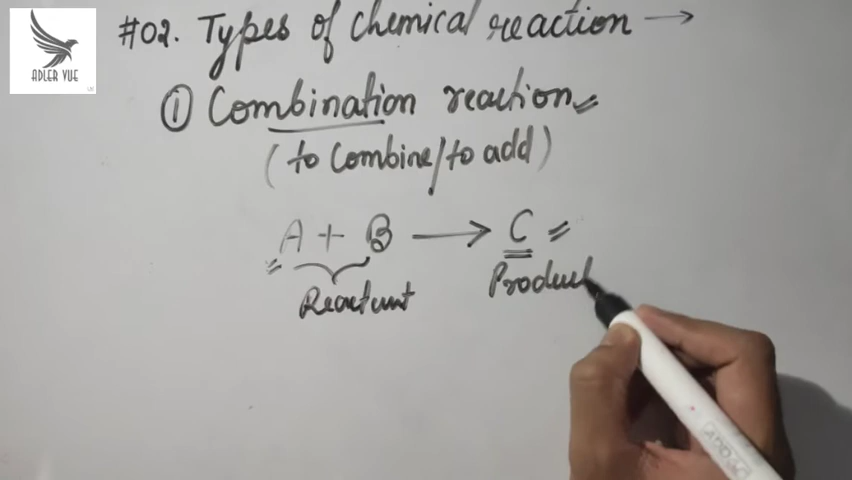 ADLER VUE
#02. Types of chemical reaction →
① Combination reaction
(to combine/to add)
A + B → C
Reactant Product